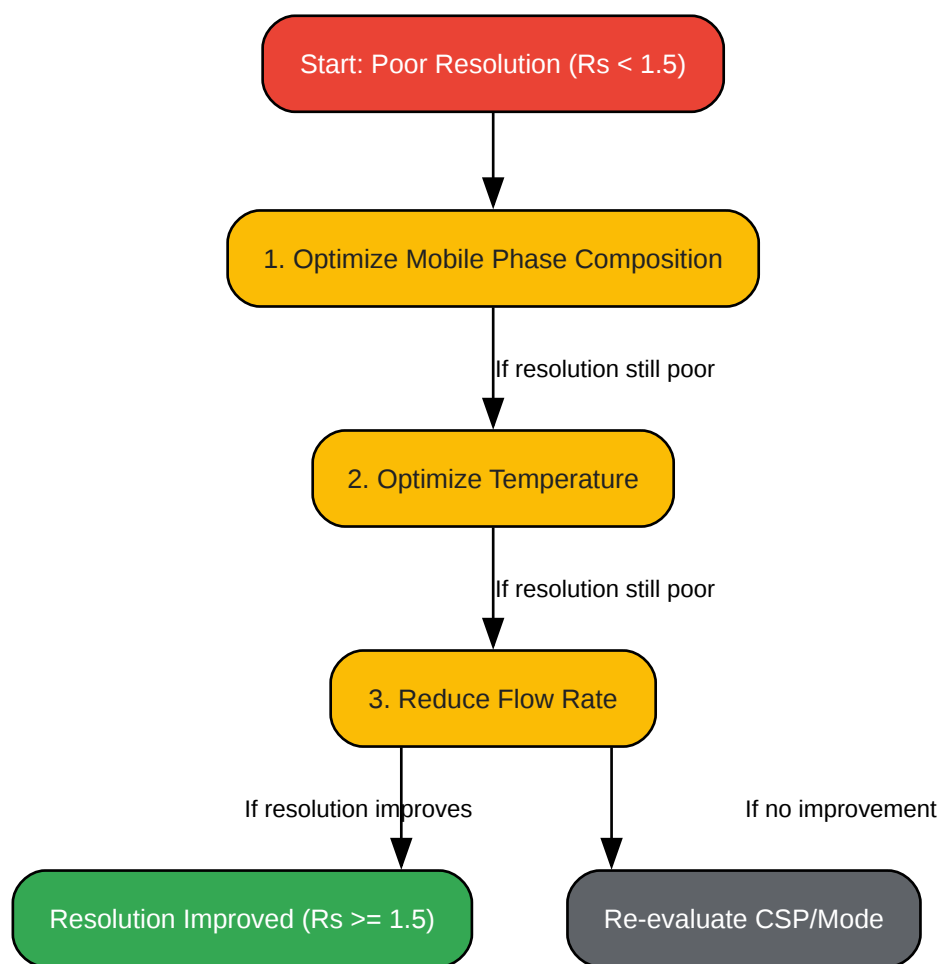 Start: Poor Resolution (Rs < 1.5)
1. Optimize Mobile Phase Composition
If resolution still poor
2. Optimize Temperature
If resolution still poor
3. Reduce Flow Rate
If resolution improves
If no improvement
Resolution Improved (Rs >= 1.5)
Re-evaluate CSP/Mode